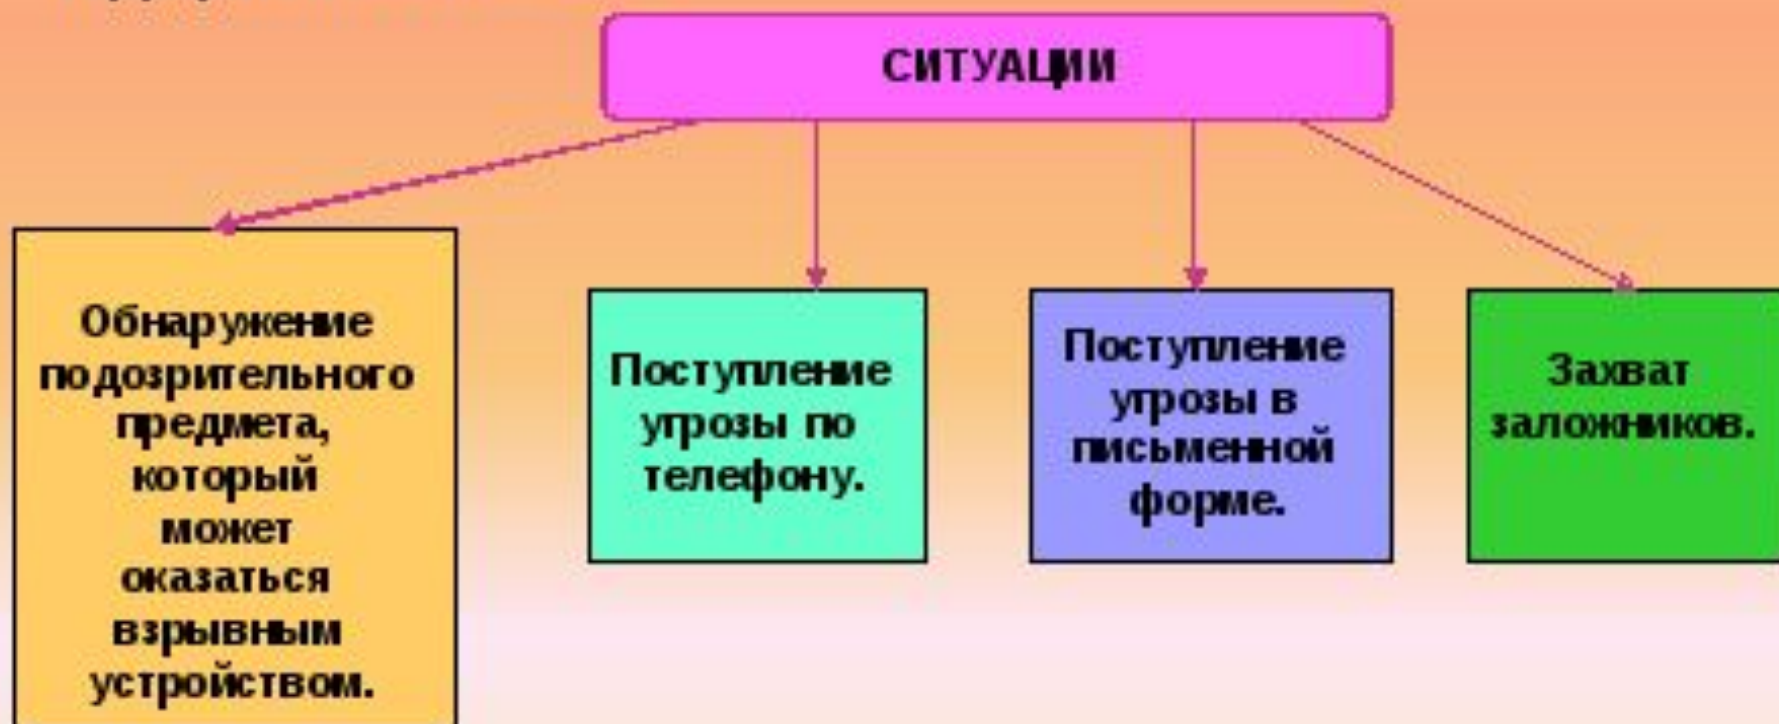 СИТУАЦИИ
Обнаружение
подозрительного
предмета,
который
может
оказаться
взрывным
устройством.
Поступление
угрозы по
телефону.
Поступление
угрозы в
письменной
форме.
Захват
заложников.